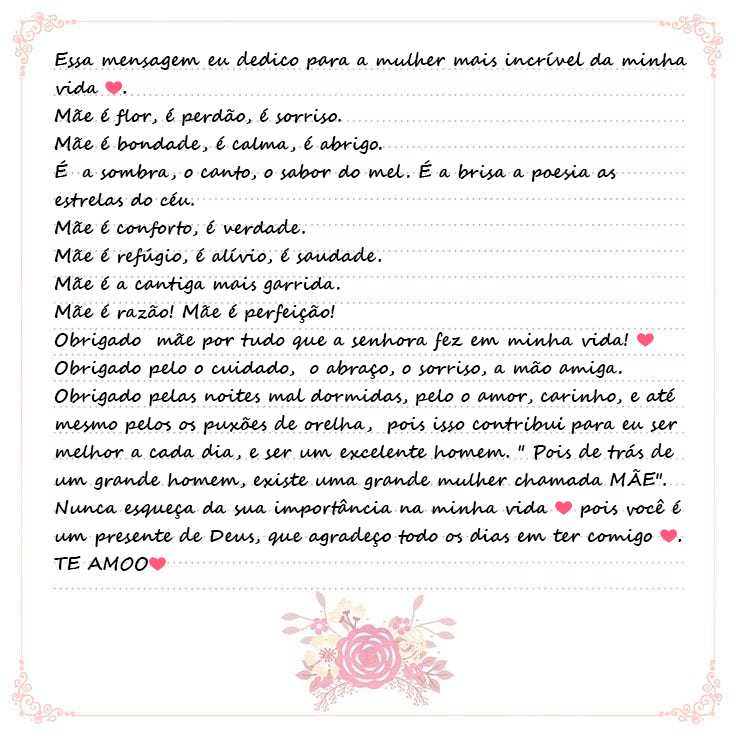 Essa mensagem eu dedico para a mulher mais incrível da minha
vida ❤.
Mãe é flor, é perdão, é sorriso.
Mãe é bondade, é calma, é abrigo.
É  a sombra, o canto, o sabor do mel. É a brisa a poesia as
estrelas do céu.
Mãe é conforto, é verdade.
Mãe é refúgio, é alívio, é saudade.
Mãe é a cantiga mais garrida.
Mãe é razão! Mãe é perfeição!
Obrigado  mãe por tudo que a senhora fez em minha vida! ❤
Obrigado pelo o cuidado,  o abraço, o sorriso, a mão amiga.
Obrigado pelas noites mal dormidas, pelo o amor, carinho, e até
mesmo pelos os puxões de orelha,  pois isso contribui para eu ser
melhor a cada dia, e ser um excelente homem. " Pois de trás de
um grande homem, existe uma grande mulher chamada MÃE".
Nunca esqueça da sua importância na minha vida ❤ pois você é
um presente de Deus, que agradeço todo os dias em ter comigo ❤.
TE AMOO❤